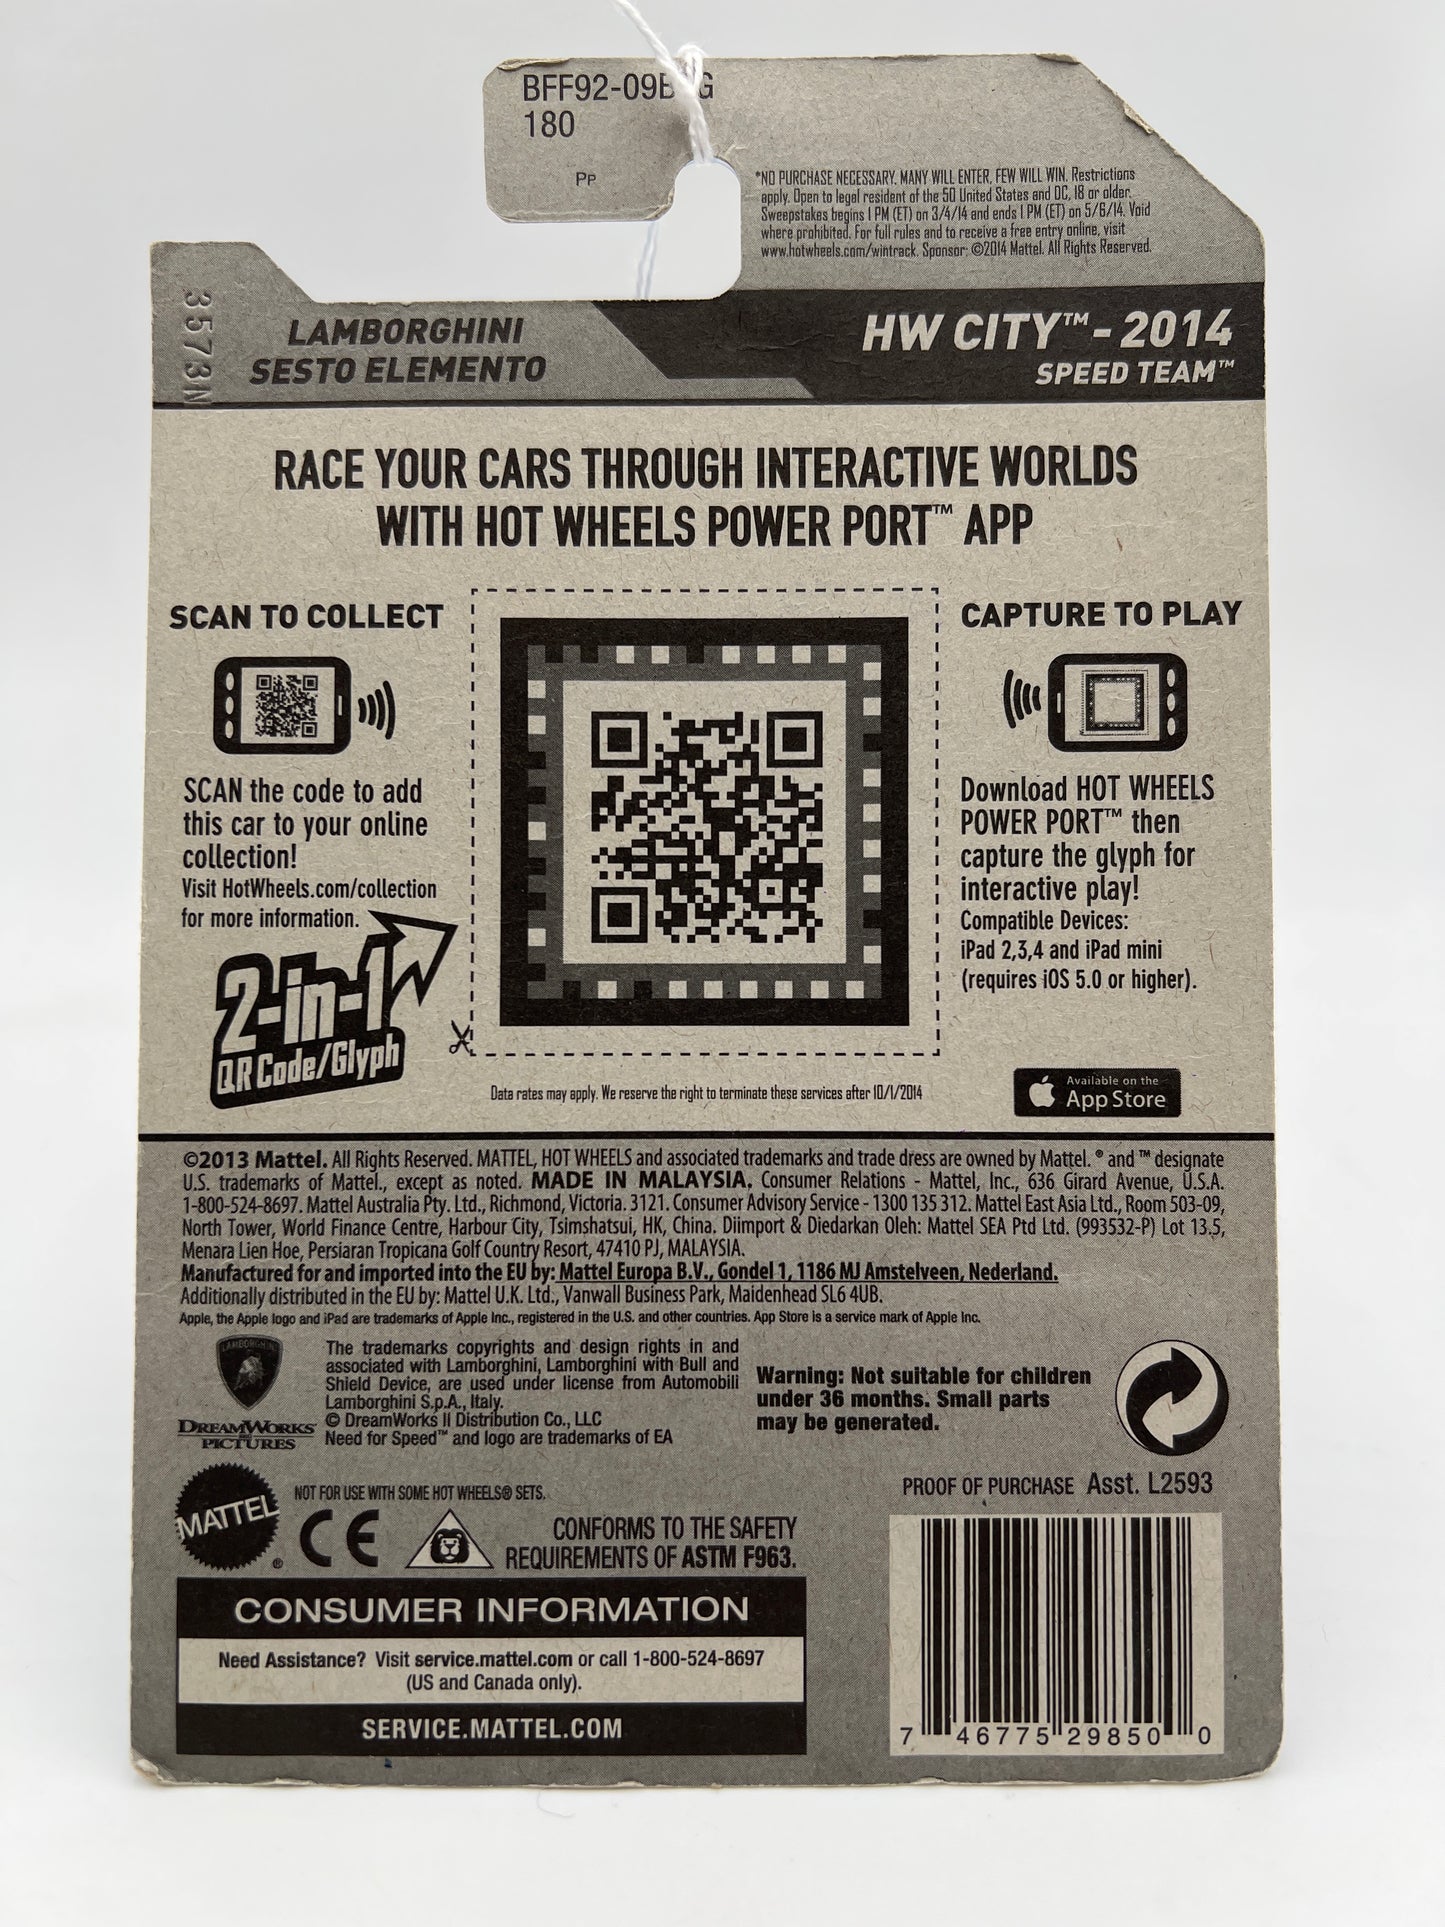 BFF92-09B G
180
PP
*NO PURCHASE NECESSARY. MANY WILL ENTER, FEW WILL WIN. Restrictions
apply. Open to legal resident of the 50 United States and DC, 18 or older.
Sweepstakes begins 1 PM (ET) on 3/4/14 and ends 1 PM (ET) on 5/6/14. Void
where prohibited. For full rules and to receive a free entry online, visit
www.hotwheels.com/wintrack. Sponsor: ©2014 Mattel. All Rights Reserved.
3573N
LAMBORGHINI
SESTO ELEMENTO
HW CITY™ - 2014
SPEED TEAM™
RACE YOUR CARS THROUGH INTERACTIVE WORLDS
WITH HOT WHEELS POWER PORT™ APP
SCAN TO COLLECT
SCAN the code to add
this car to your online
collection!
Visit HotWheels.com/collection
for more information.
2-in-1
QR Code/Glyph
CAPTURE TO PLAY
Download HOT WHEELS
POWER PORT™ then
capture the glyph for
interactive play!
Compatible Devices:
iPad 2,3,4 and iPad mini
(requires iOS 5.0 or higher).
Data rates may apply. We reserve the right to terminate these services after 10/1/2014
Available on the
App Store
©2013 Mattel. All Rights Reserved. MATTEL, HOT WHEELS and associated trademarks and trade dress are owned by Mattel. ® and ™ designate
U.S. trademarks of Mattel., except as noted. MADE IN MALAYSIA. Consumer Relations - Mattel, Inc., 636 Girard Avenue, U.S.A.
1-800-524-8697. Mattel Australia Pty. Ltd., Richmond, Victoria. 3121. Consumer Advisory Service - 1300 135 312. Mattel East Asia Ltd., Room 503-09,
North Tower, World Finance Centre, Harbour City, Tsimshatsui, HK, China. Diimport & Diedarkan Oleh: Mattel SEA Ptd Ltd. (993532-P) Lot 13.5,
Menara Lien Hoe, Persiaran Tropicana Golf Country Resort, 47410 PJ, MALAYSIA.
Manufactured for and imported into the EU by: Mattel Europa B.V., Gondel 1, 1186 MJ Amstelveen, Nederland.
Additionally distributed in the EU by: Mattel U.K. Ltd., Vanwall Business Park, Maidenhead SL6 4UB.
Apple, the Apple logo and iPad are trademarks of Apple Inc., registered in the U.S. and other countries. App Store is a service mark of Apple Inc.
LAMBORGHINI
The trademarks copyrights and design rights in and
associated with Lamborghini, Lamborghini with Bull and
Shield Device, are used under license from Automobili
Lamborghini S.p.A., Italy.
© DreamWorks II Distribution Co., LLC
Need for Speed™ and logo are trademarks of EA
DREAMWORKS
PICTURES
Warning: Not suitable for children
under 36 months. Small parts
may be generated.
PROOF OF PURCHASE Asst. L2593
MATTEL ®
NOT FOR USE WITH SOME HOT WHEELS® SETS.
CE
CONFORMS TO THE SAFETY
REQUIREMENTS OF ASTM F963.
CONSUMER INFORMATION
Need Assistance? Visit service.mattel.com or call 1-800-524-8697
(US and Canada only).
SERVICE.MATTEL.COM
7 46775 29850 0